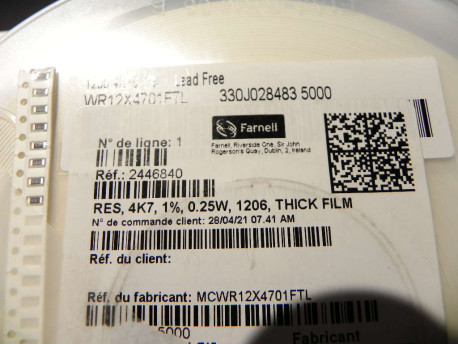 Lead Free
WR12X4701FTL 330J028483 5000
N° de ligne: 1
Farnell
Farnell, Riverside One, Sir John
Rogerson's Quay, Dublin, 2, Ireland
Réf.: 2446840
RES, 4K7, 1%, 0.25W, 1206, THICK FILM
N° de commande client: 28/04/21 07.41 AM
Réf. du client:
Réf. du fabricant: MCWR12X4701FTL
5000
Fabricant